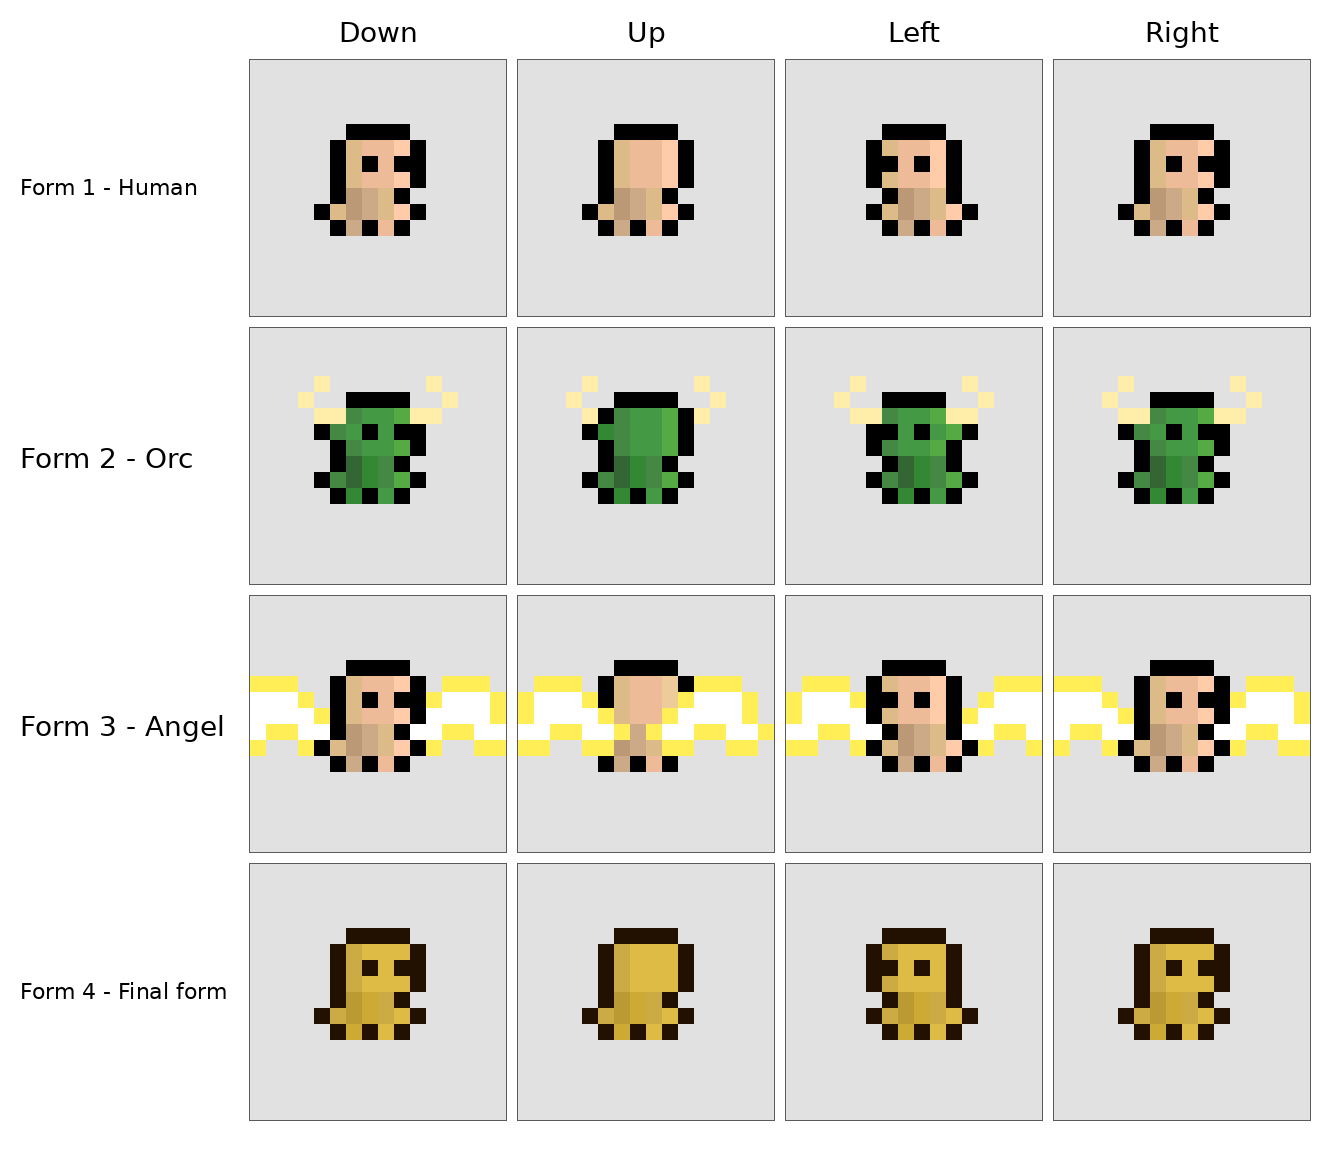 Down Up Left Right
Form 1 - Human
Form 2 - Orc
Form 3 - Angel
Form 4 - Final form